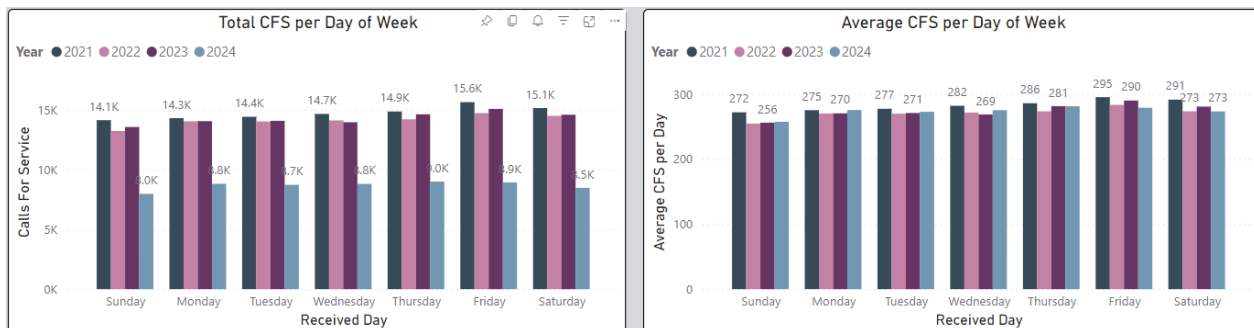 Total CFS per Day of Week
Year 2021 2022 2023 2024
14.1K 14.3K 14.4K 14.7K 14.9K 15.6K 15.1K
8.0K 8.8K 8.7K 8.8K 9.0K 8.9K 8.5K
15K
10K
5K
0K
Calls For Service
Sunday Monday Tuesday Wednesday Thursday Friday Saturday
Received Day
Average CFS per Day of Week
Year 2021 2022 2023 2024
272 256 275 270 277 271 282 269 286 281 295 290 291 273 273
300
200
100
0
Average CFS per Day
Sunday Monday Tuesday Wednesday Thursday Friday Saturday
Received Day